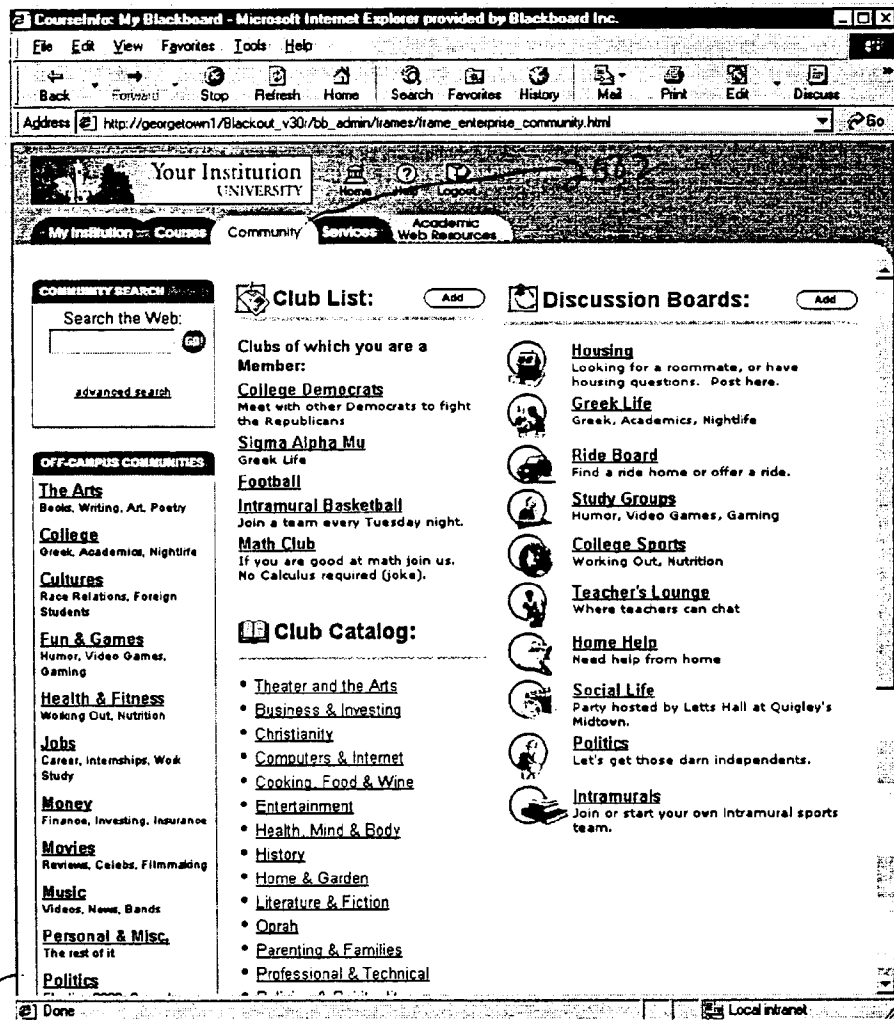 CourseInfo: My Blackboard - Microsoft Internet Explorer provided by Blackboard Inc.
File Edit View Favorites Tools Help
Back Forward Stop Refresh Home Search Favorites History Mail Print Edit Discuss
Address http://georgetown1/Blackout_v30r/bb_admin/frames/frame_enterprise_community.html Go
Your Institution
UNIVERSITY
Home Help Logout
2562
My Institution Courses Community Services Academic
Web Resources
COMMUNITY SEARCH
Search the Web:
GO!
advanced search
OFF-CAMPUS COMMUNITIES
The Arts
Books, Writing, Art, Poetry
College
Greek, Academics, Nightlife
Cultures
Race Relations, Foreign
Students
Fun & Games
Humor, Video Games,
Gaming
Health & Fitness
Working Out, Nutrition
Jobs
Career, Internships, Work
Study
Money
Finance, Investing, Insurance
Movies
Reviews, Celebs, Filmmaking
Music
Videos, News, Bands
Personal & Misc.
The rest of it
Politics
Club List: Add
Clubs of which you are a
Member:
College Democrats
Meet with other Democrats to fight
the Republicans
Sigma Alpha Mu
Greek Life
Football
Intramural Basketball
Join a team every Tuesday night.
Math Club
If you are good at math join us.
No Calculus required (joke).
Club Catalog:
• Theater and the Arts
• Business & Investing
• Christianity
• Computers & Internet
• Cooking, Food & Wine
• Entertainment
• Health, Mind & Body
• History
• Home & Garden
• Literature & Fiction
• Oprah
• Parenting & Families
• Professional & Technical
Discussion Boards: Add
Housing
Looking for a roommate, or have
housing questions. Post here.
Greek Life
Greek, Academics, Nightlife
Ride Board
Find a ride home or offer a ride.
Study Groups
Humor, Video Games, Gaming
College Sports
Working Out, Nutrition
Teacher's Lounge
Where teachers can chat
Home Help
Need help from home
Social Life
Party hosted by Letts Hall at Quigley's
Midtown.
Politics
Let's get those darn independents.
Intramurals
Join or start your own Intramural sports
team.
Done Local intranet